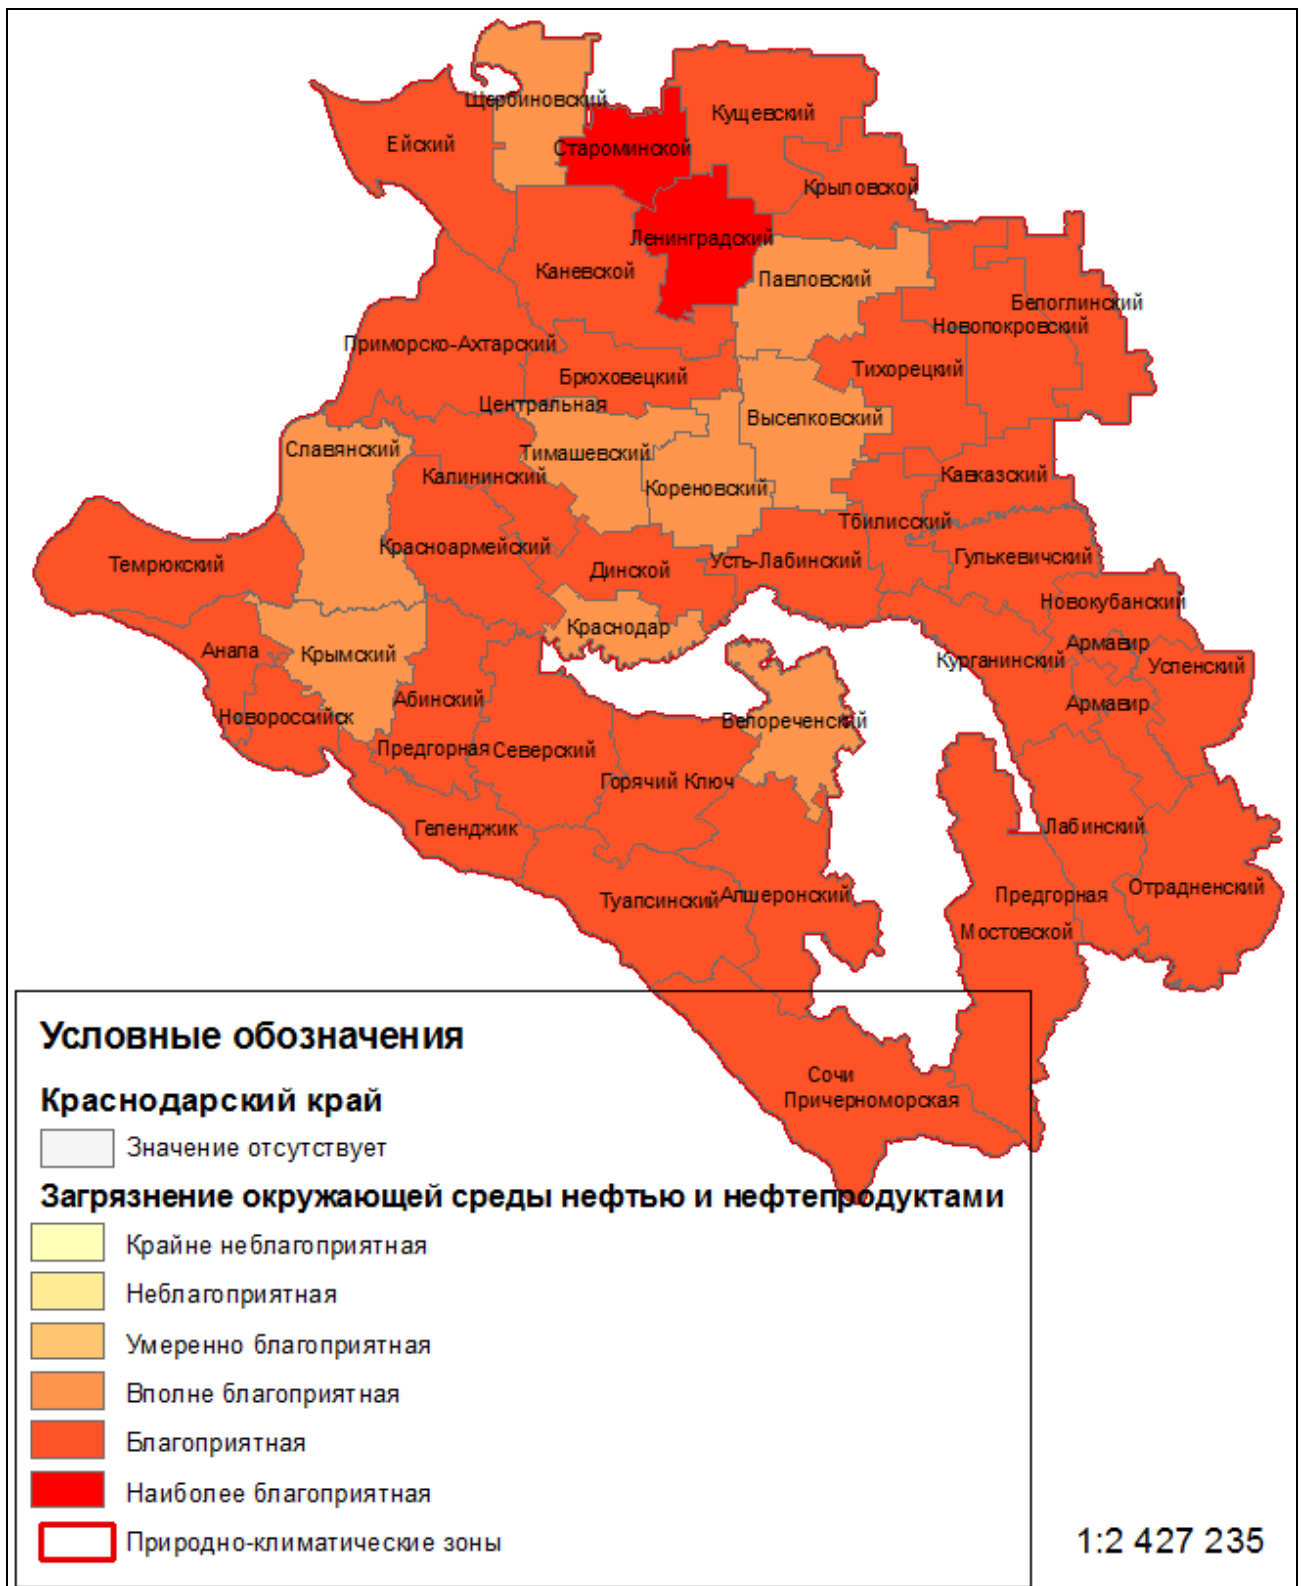 Щербиновский
Ейский
Староминской
Кущевский
Крыловской
Ленинградский
Каневской
Павловский
Белоглинский
Новопокровский
Приморско-Ахтарский
Тихорецкий
Брюховецкий
Центральная
Выселковский
Славянский
Тимашевский
Калининский
Кореновский
Кавказский
Тбилисский
Красноармейский
Темрюкский
Динской
Усть-Лабинский
Гулькевичский
Новокубанский
Краснодар
Анапа
Крымский
Армавир
Курганинский
Успенский
Абинский
Армавир
Новороссийск
Белореченский
Предгорная
Северский
Горячий Ключ
Геленджик
Лабинский
Туапсинский
Апшеронский
Предгорная
Отрадненский
Мостовской
Сочи
Причерноморская
Условные обозначения
Краснодарский край
Значение отсутствует
Загрязнение окружающей среды нефтью и нефтепродуктами
Крайне неблагоприятная
Неблагоприятная
Умеренно благоприятная
Вполне благоприятная
Благоприятная
Наиболее благоприятная
Природно-климатические зоны
1:2 427 235